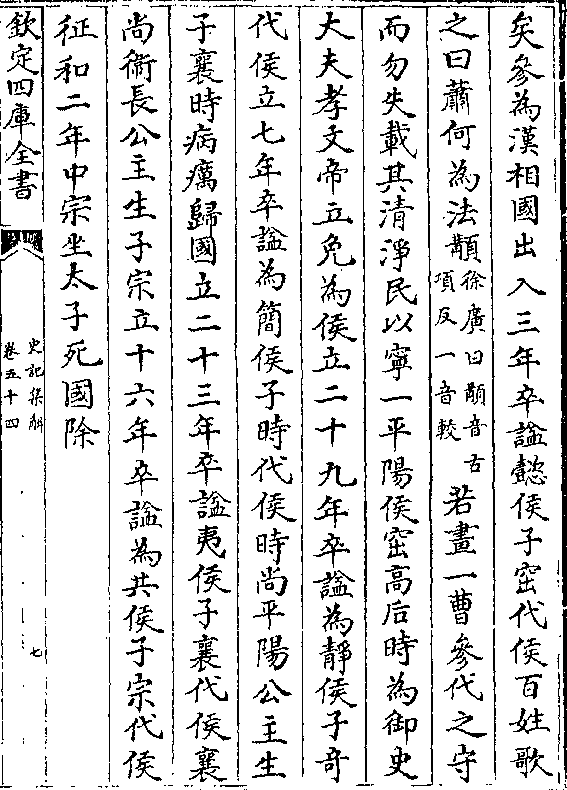 矣參為漢相國出入三年卒諡懿侯子窋代侯百姓歌
之曰蕭何為法顜徐廣曰顜音古項反一音較若畫一曹參代之守
而勿失載其清淨民以寧一平陽侯窋高后時為御史
大夫孝文帝立免為侯立二十九年卒諡為靜侯子奇
代侯立七年卒諡為簡侯子時代侯時尚平陽公主生
子襄時病癘歸國立二十三年卒諡夷侯子襄代侯襄
尚衞長公主生子宗立十六年卒諡為共侯子宗代侯
征和二年中宗坐太子死國除
欽定四庫全書
史記集解
卷五十四
七